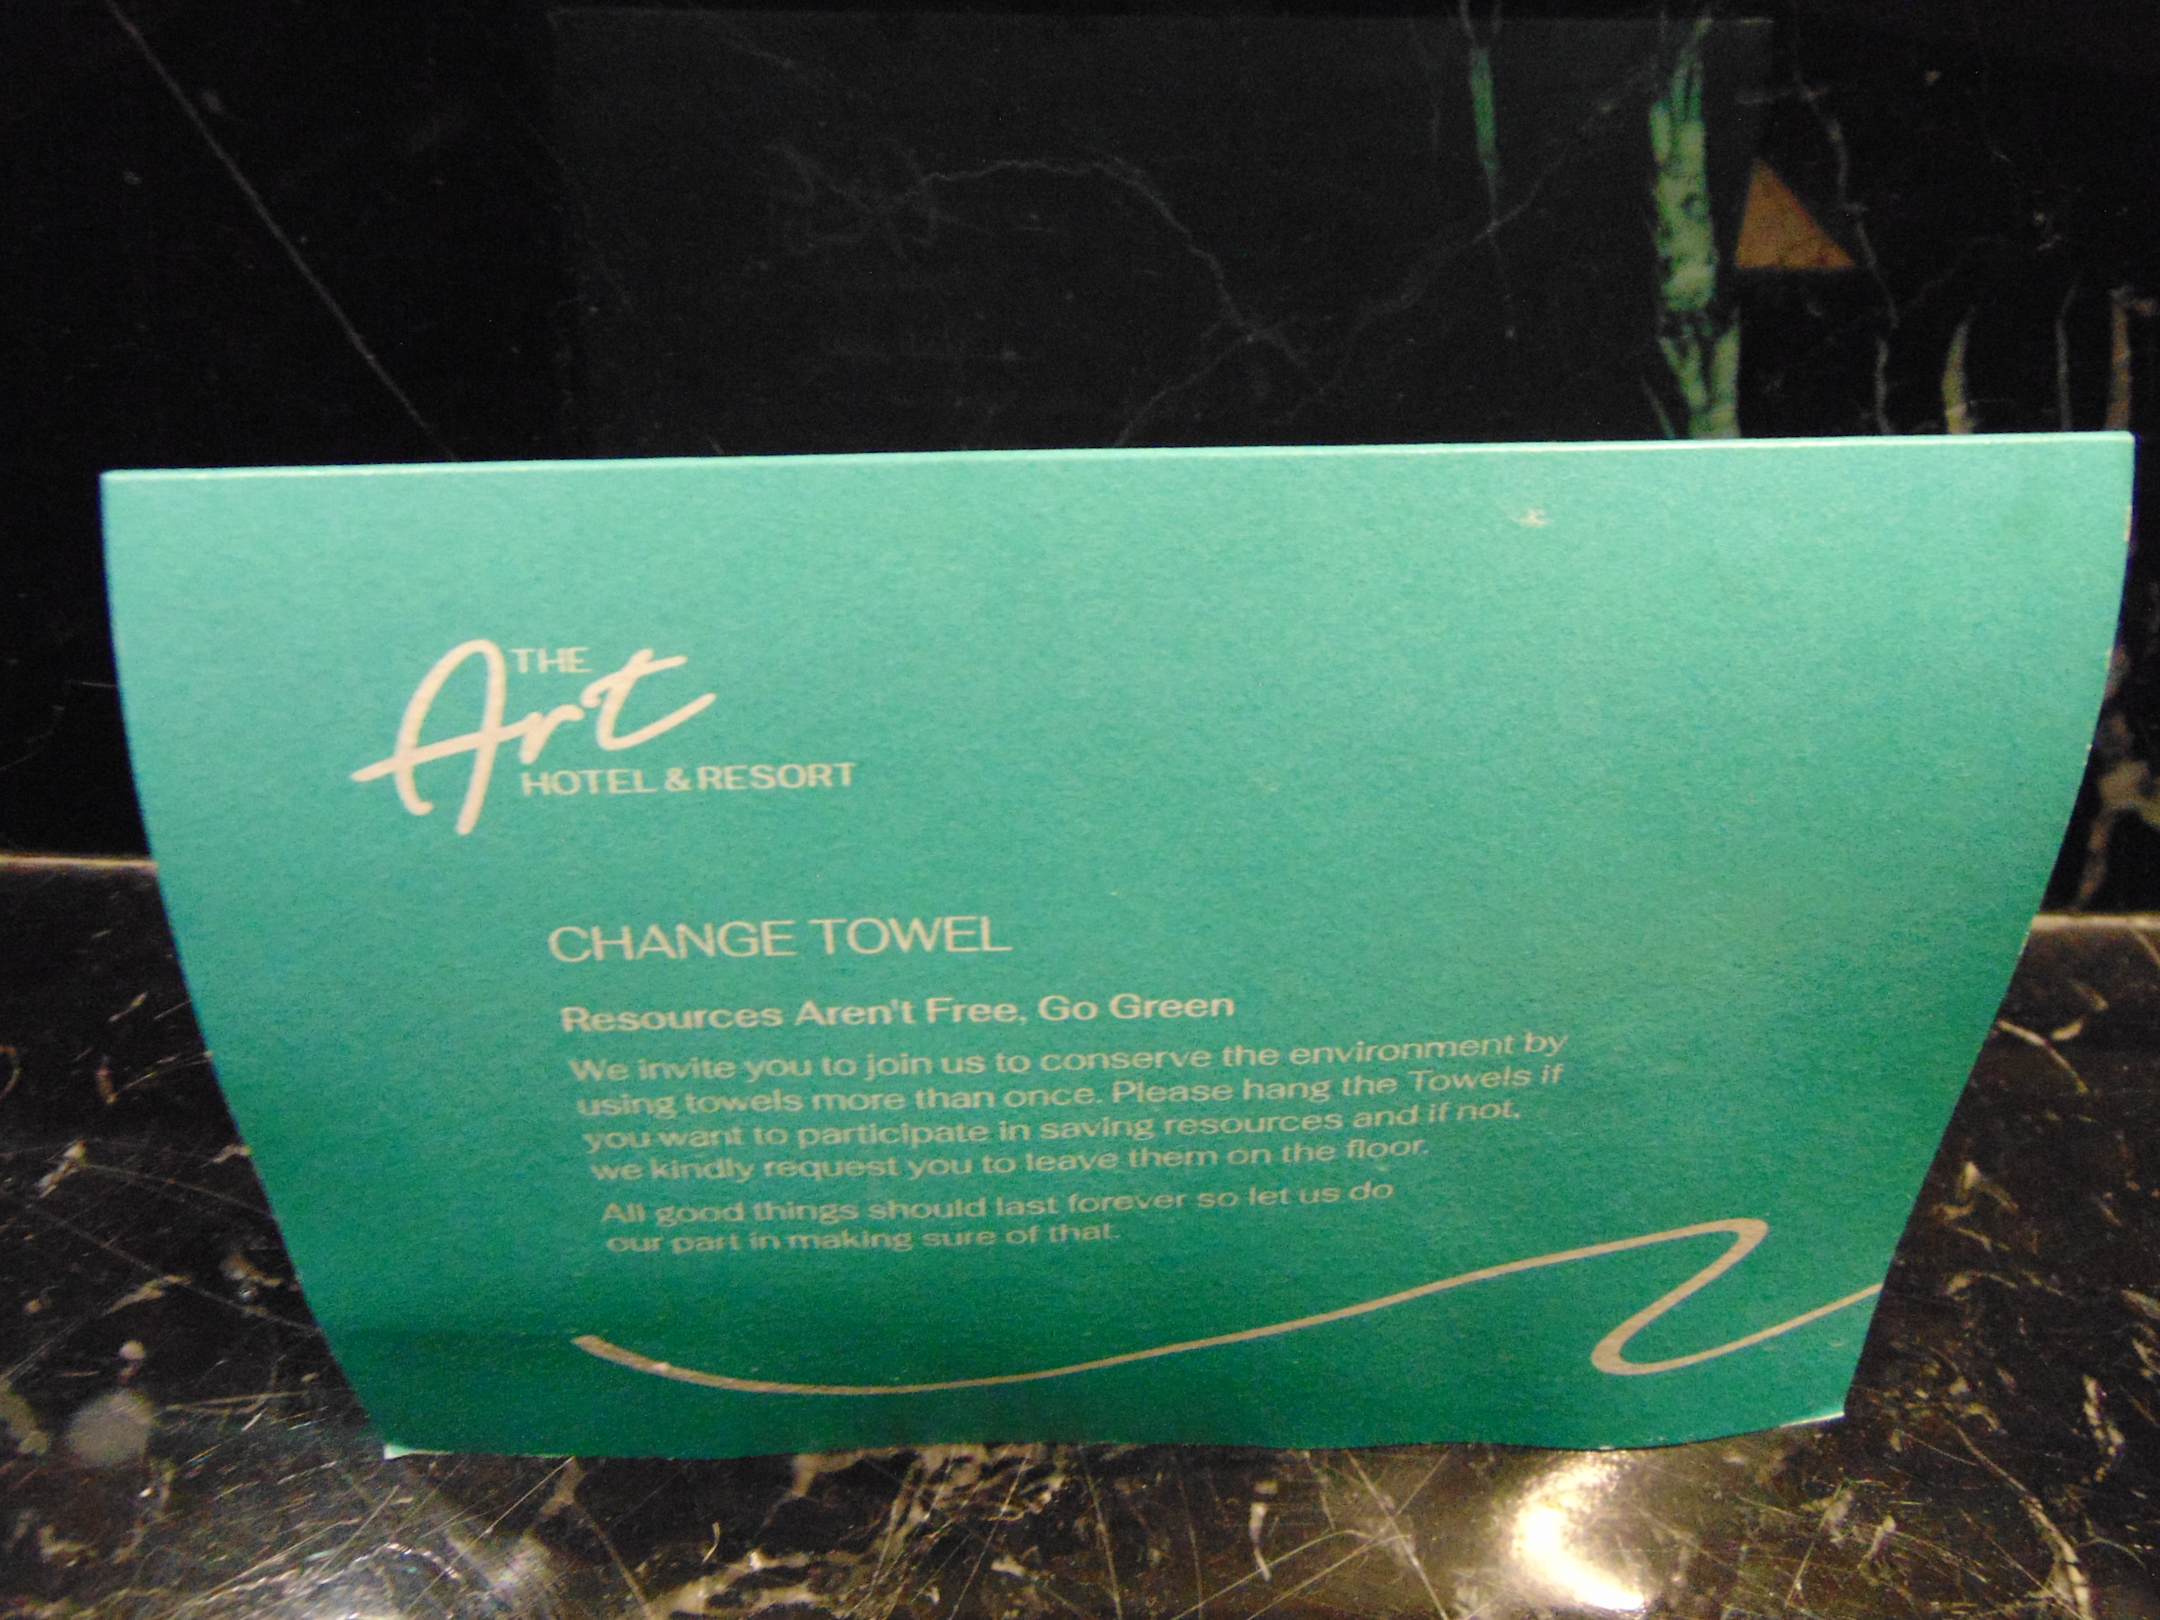 THE
Art
HOTEL & RESORT
CHANGE TOWEL
Resources Aren't Free, Go Green
We invite you to join us to conserve the environment by
using towels more than once. Please hang the Towels if
you want to participate in saving resources and if not,
we kindly request you to leave them on the floor.
All good things should last forever so let us do
our part in making sure of that.